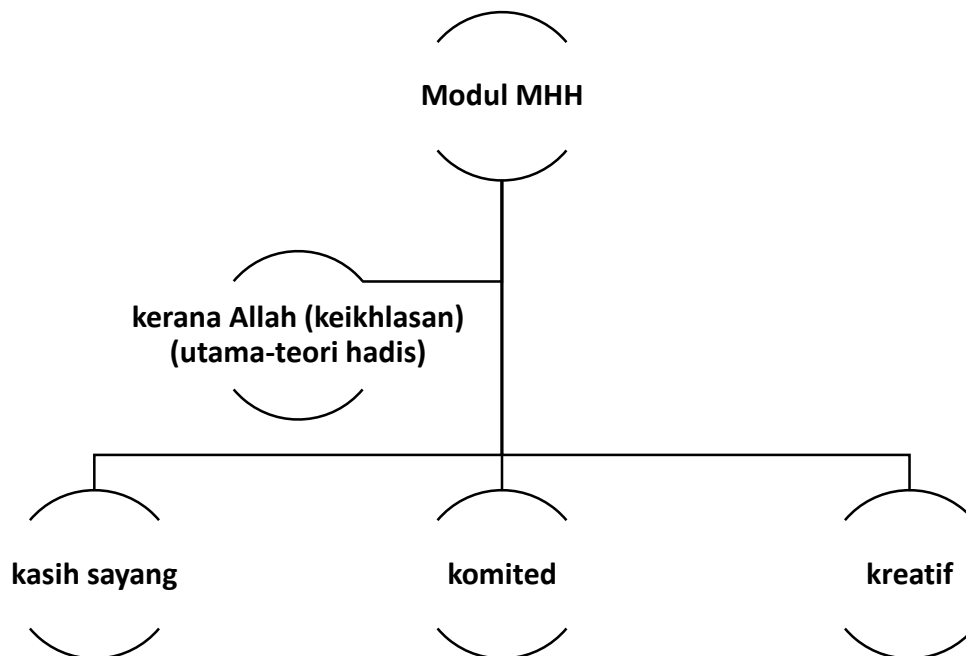 Modul MHH
kerana Allah (keikhlasan)
(utama-teori hadis)
kasih sayang
komited
kreatif